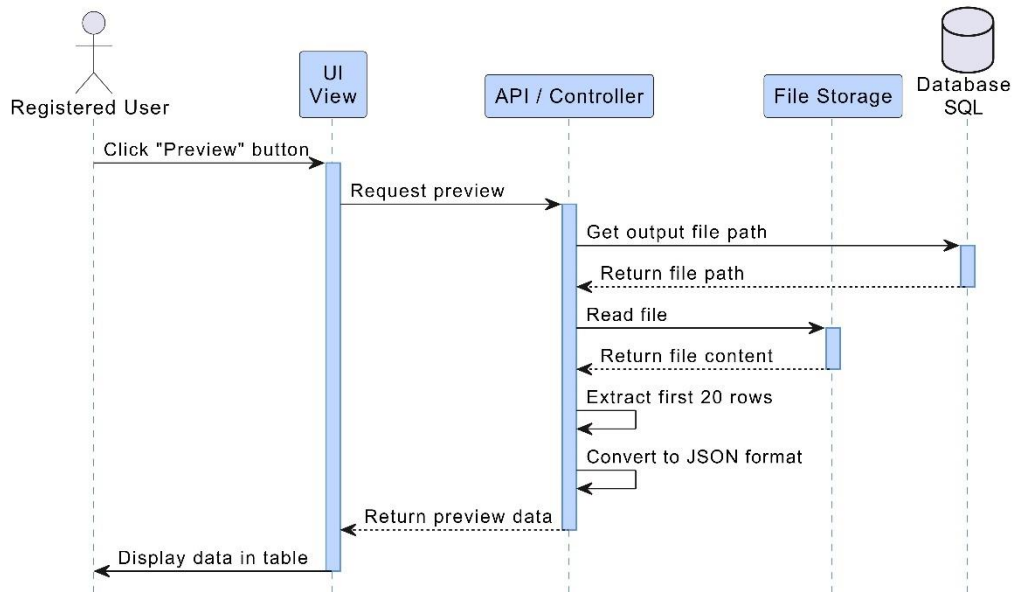 Registered User
UI
View
API / Controller
File Storage
Database
SQL
Click "Preview" button
Request preview
Get output file path
Return file path
Read file
Return file content
Extract first 20 rows
Convert to JSON format
Return preview data
Display data in table